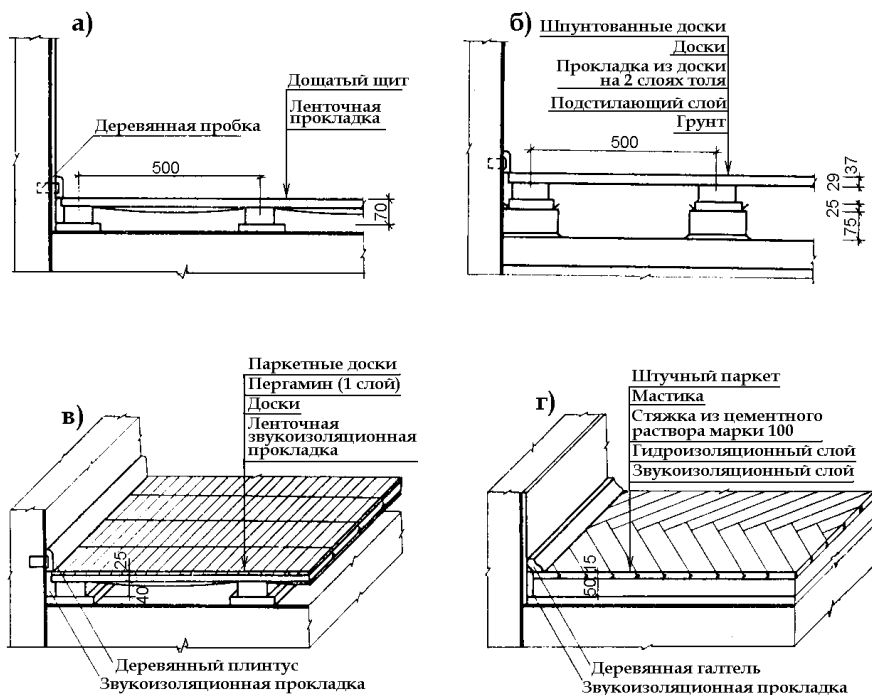 а)
Дощатый щит
Ленточная
прокладка
Деревянная пробка
500
70
б)
Шпунтованные доски
Доски
Прокладка из доски
на 2 слоях толя
Подстилающий слой
Грунт
500
37
29
25
75
в)
Паркетные доски
Пергамин (1 слой)
Доски
Ленточная
звукоизоляционная
прокладка
25
40
Деревянный плинтус
Звукоизоляционная прокладка
г)
Штучный паркет
Мастика
Стяжка из цементного
раствора марки 100
Гидроизоляционный слой
Звукоизоляционный слой
15
50
Деревянная галтель
Звукоизоляционная прокладка